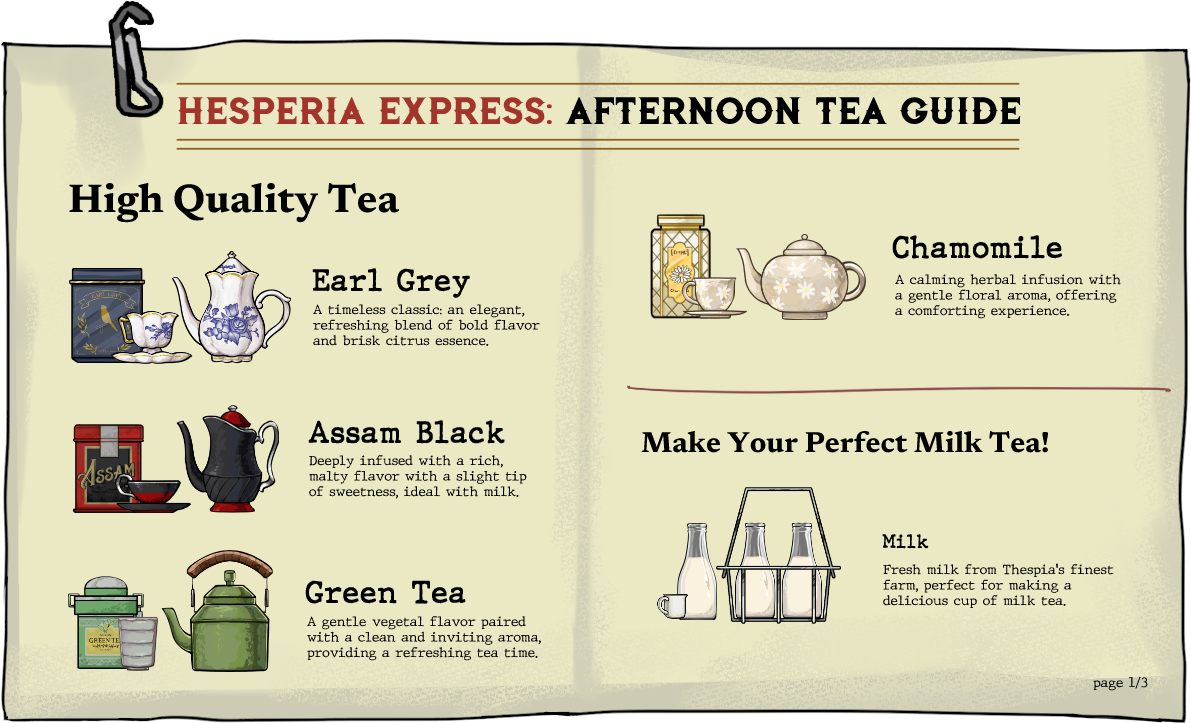 HESPERIA EXPRESS: AFTERNOON TEA GUIDE
High Quality Tea
EARL GREY
Earl Grey
A timeless classic: an elegant,
refreshing blend of bold flavor
and brisk citrus essence.
ASSAM
Assam Black
Deeply infused with a rich,
malty flavor with a slight tip
of sweetness, ideal with milk.
GREEN TE
Green Tea
A gentle vegetal flavor paired
with a clean and inviting aroma,
providing a refreshing tea time.
Chamomile
A calming herbal infusion with
a gentle floral aroma, offering
a comforting experience.
Make Your Perfect Milk Tea!
Milk
Fresh milk from Thespia's finest
farm, perfect for making a
delicious cup of milk tea.
page 1/3